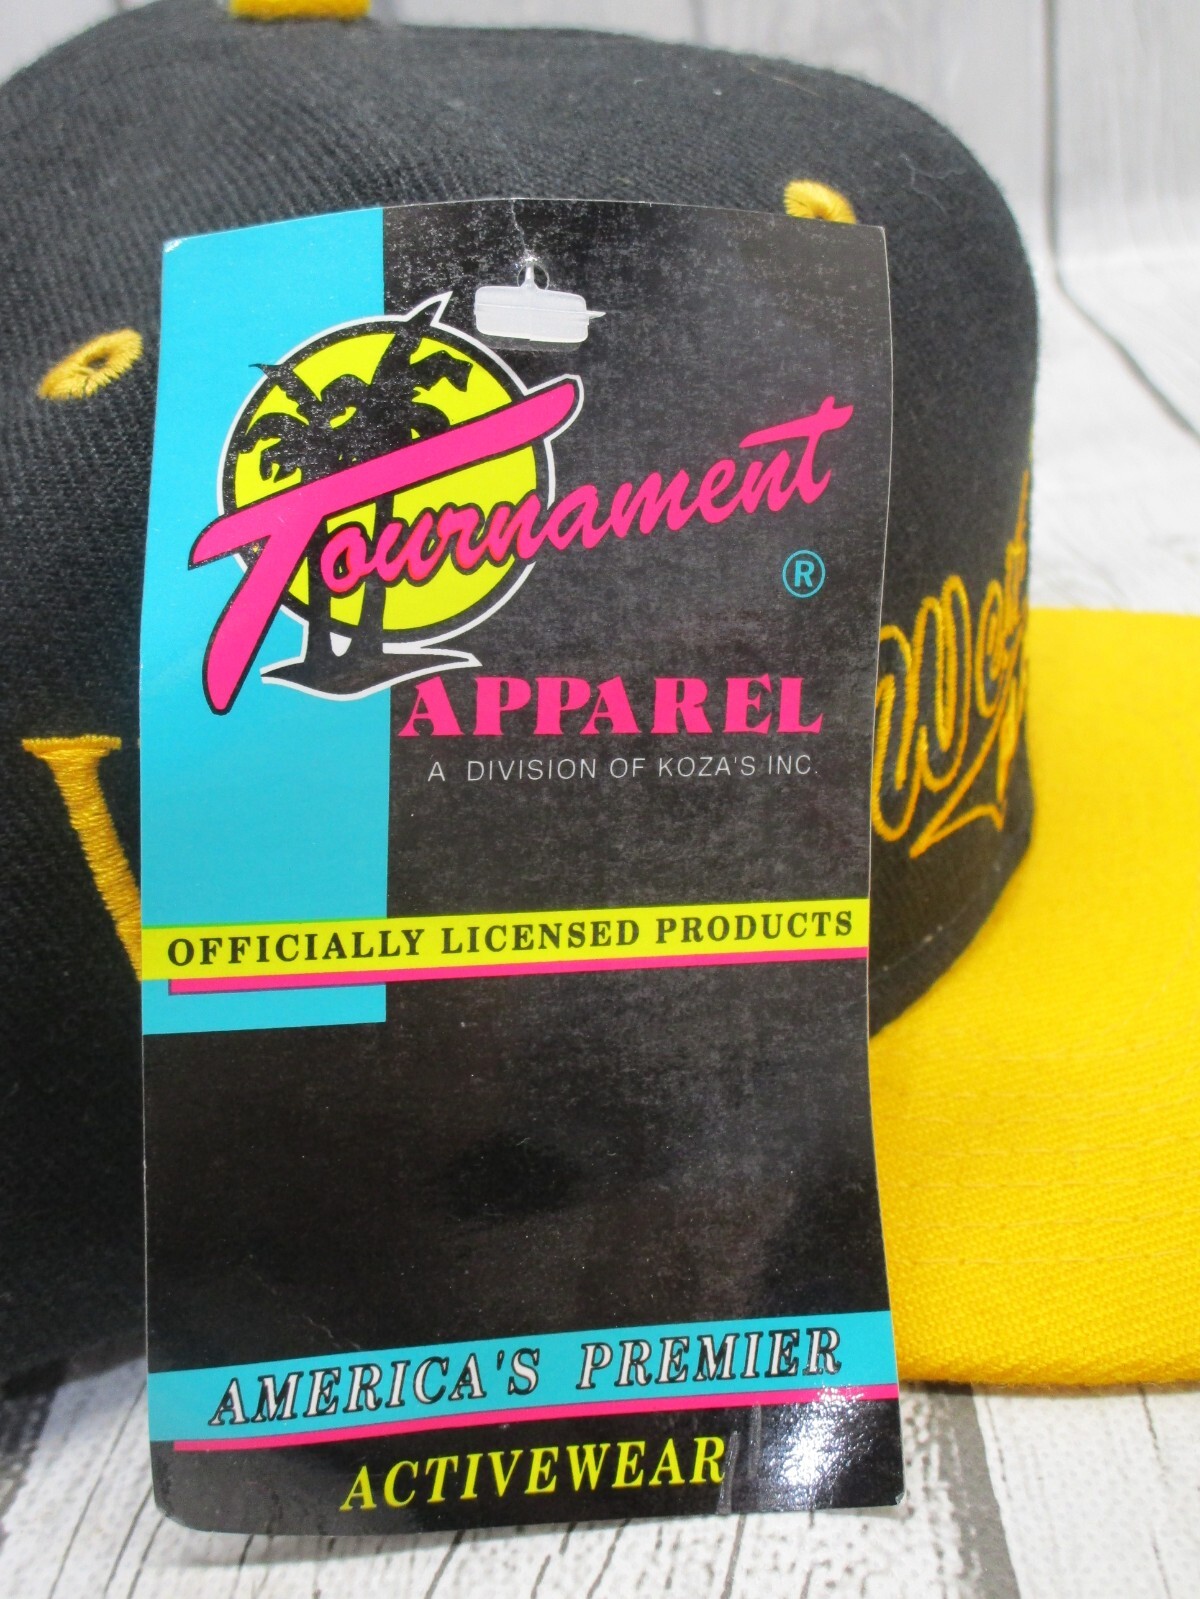 Tournament
®
APPAREL
A DIVISION OF KOZA'S INC.
OFFICIALLY LICENSED PRODUCTS
AMERICA'S PREMIER
ACTIVEWEAR